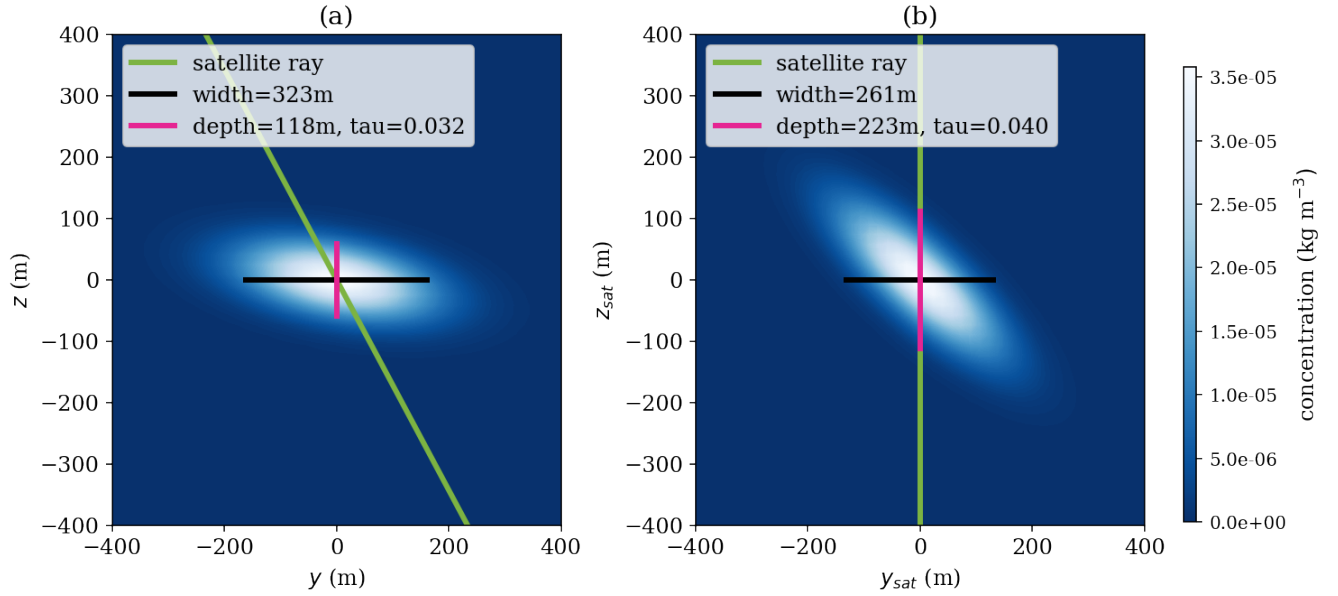 (a)
satellite ray
width=323m
depth=118m, tau=0.032
400
300
200
100
0
−100
−200
−300
−400
z (m)
−400
−200
0
200
400
y (m)
(b)
satellite ray
width=261m
depth=223m, tau=0.040
400
300
200
100
0
−100
−200
−300
−400
z_sat (m)
−400
−200
0
200
400
y_sat (m)
3.5e-05
3.0e-05
2.5e-05
2.0e-05
1.5e-05
1.0e-05
5.0e-06
0.0e+00
concentration (kg m⁻³)